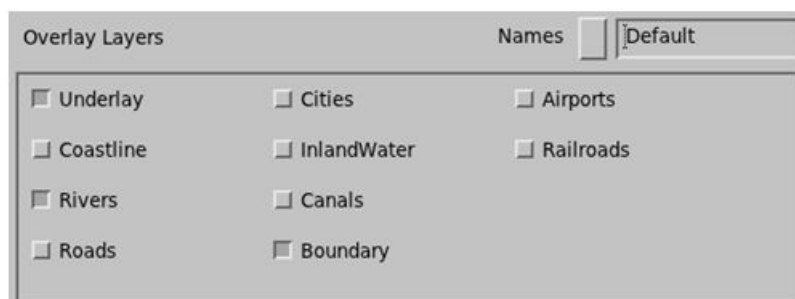 Overlay Layers Names Default
Underlay Cities Airports
Coastline InlandWater Railroads
Rivers Canals
Roads Boundary